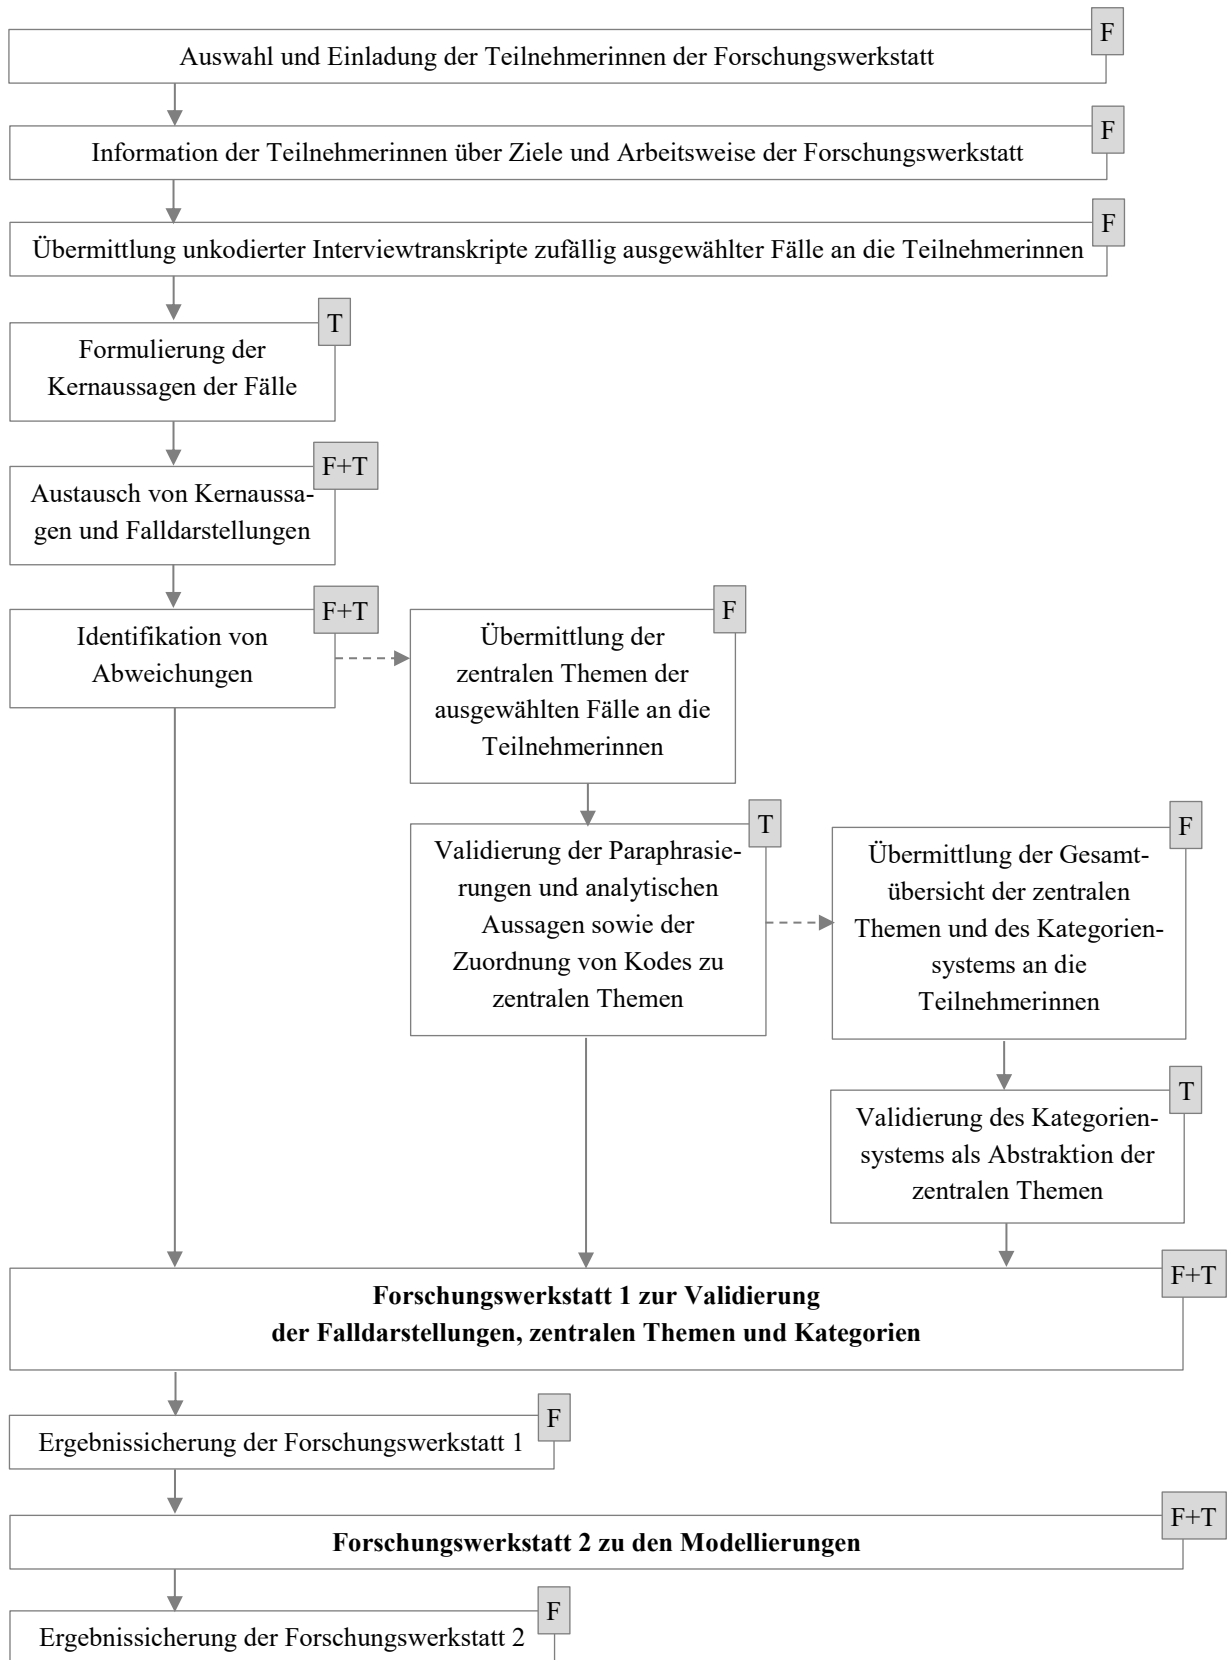 F
Auswahl und Einladung der Teilnehmerinnen der Forschungswerkstatt
F
Information der Teilnehmerinnen über Ziele und Arbeitsweise der Forschungswerkstatt
F
Übermittlung unkodierter Interviewtranskripte zufällig ausgewählter Fälle an die Teilnehmerinnen
T
Formulierung der
Kernaussagen der Fälle
F+T
Austausch von Kernaussa-
gen und Falldarstellungen
F+T
Identifikation von
Abweichungen
F
Übermittlung der
zentralen Themen der
ausgewählten Fälle an die
Teilnehmerinnen
T
Validierung der Paraphrasie-
rungen und analytischen
Aussagen sowie der
Zuordnung von Kodes zu
zentralen Themen
F
Übermittlung der Gesamt-
übersicht der zentralen
Themen und des Kategorien-
systems an die
Teilnehmerinnen
T
Validierung des Kategorien-
systems als Abstraktion der
zentralen Themen
F+T
Forschungswerkstatt 1 zur Validierung
der Falldarstellungen, zentralen Themen und Kategorien
F
Ergebnissicherung der Forschungswerkstatt 1
F+T
Forschungswerkstatt 2 zu den Modellierungen
F
Ergebnissicherung der Forschungswerkstatt 2